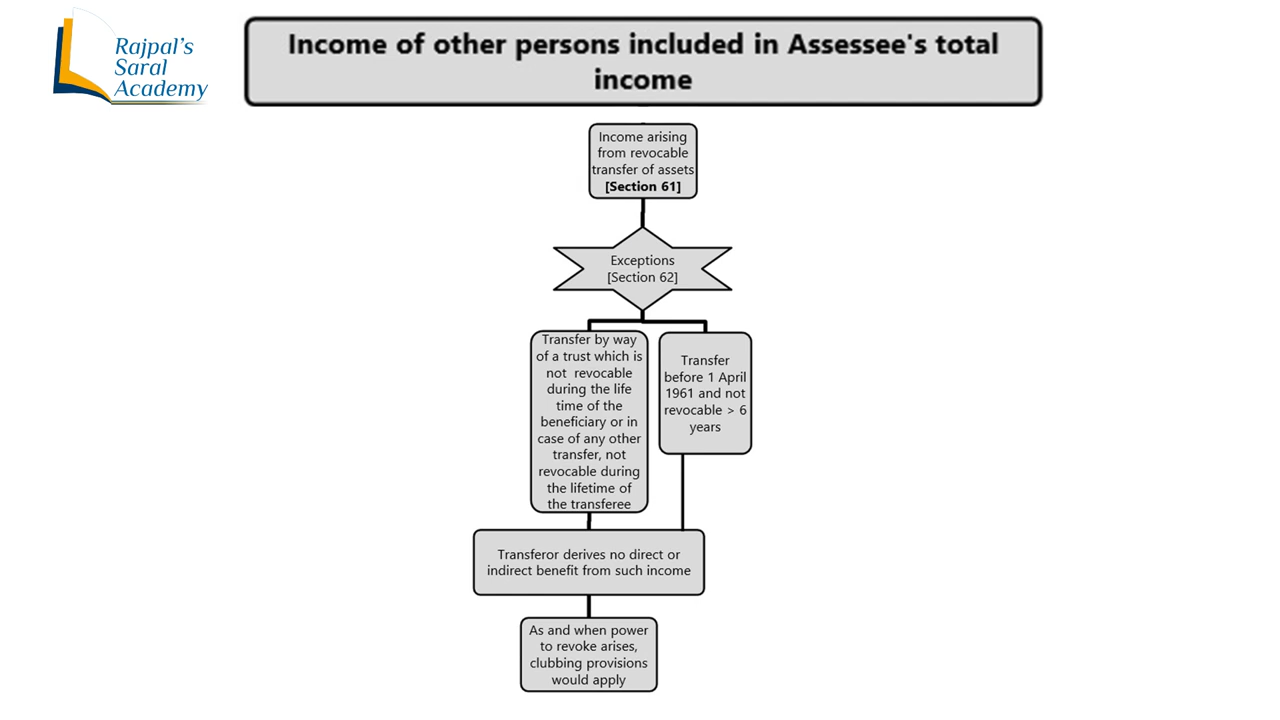 Rajpal's
Saral
Academy
Income of other persons included in Assessee's total
income
Income arising
from revocable
transfer of assets
[Section 61]
Exceptions
[Section 62]
Transfer by way
of a trust which is
not revocable
during the life
time of the
beneficiary or in
case of any other
transfer, not
revocable during
the lifetime of
the transferee
Transfer
before 1 April
1961 and not
revocable > 6
years
Transferor derives no direct or
indirect benefit from such income
As and when power
to revoke arises,
clubbing provisions
would apply